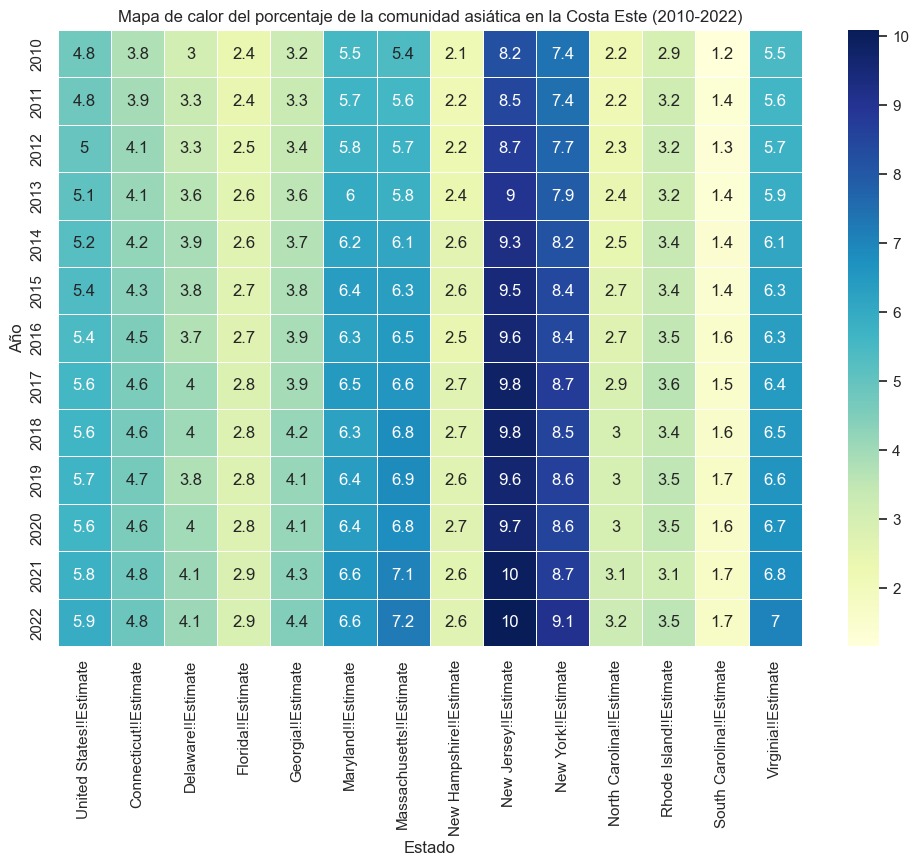 Mapa de calor del porcentaje de la comunidad asiática en la Costa Este (2010-2022)
2010 4.8 3.8 3 2.4 3.2 5.5 5.4 2.1 8.2 7.4 2.2 2.9 1.2 5.5
2011 4.8 3.9 3.3 2.4 3.3 5.7 5.6 2.2 8.5 7.4 2.2 3.2 1.4 5.6
2012 5 4.1 3.3 2.5 3.4 5.8 5.7 2.2 8.7 7.7 2.3 3.2 1.3 5.7
2013 5.1 4.1 3.6 2.6 3.6 6 5.8 2.4 9 7.9 2.4 3.2 1.4 5.9
2014 5.2 4.2 3.9 2.6 3.7 6.2 6.1 2.6 9.3 8.2 2.5 3.4 1.4 6.1
2015 5.4 4.3 3.8 2.7 3.8 6.4 6.3 2.6 9.5 8.4 2.7 3.4 1.4 6.3
2016 5.4 4.5 3.7 2.7 3.9 6.3 6.5 2.5 9.6 8.4 2.7 3.5 1.6 6.3
2017 5.6 4.6 4 2.8 3.9 6.5 6.6 2.7 9.8 8.7 2.9 3.6 1.5 6.4
2018 5.6 4.6 4 2.8 4.2 6.3 6.8 2.7 9.8 8.5 3 3.4 1.6 6.5
2019 5.7 4.7 3.8 2.8 4.1 6.4 6.9 2.6 9.6 8.6 3 3.5 1.7 6.6
2020 5.6 4.6 4 2.8 4.1 6.4 6.8 2.7 9.7 8.6 3 3.5 1.6 6.7
2021 5.8 4.8 4.1 2.9 4.3 6.6 7.1 2.6 10 8.7 3.1 3.1 1.7 6.8
2022 5.9 4.8 4.1 2.9 4.4 6.6 7.2 2.6 10 9.1 3.2 3.5 1.7 7
Año
United States!!Estimate
Connecticut!!Estimate
Delaware!!Estimate
Florida!!Estimate
Georgia!!Estimate
Maryland!!Estimate
Massachusetts!!Estimate
New Hampshire!!Estimate
New Jersey!!Estimate
New York!!Estimate
North Carolina!!Estimate
Rhode Island!!Estimate
South Carolina!!Estimate
Virginia!!Estimate
Estado
10
9
8
7
6
5
4
3
2